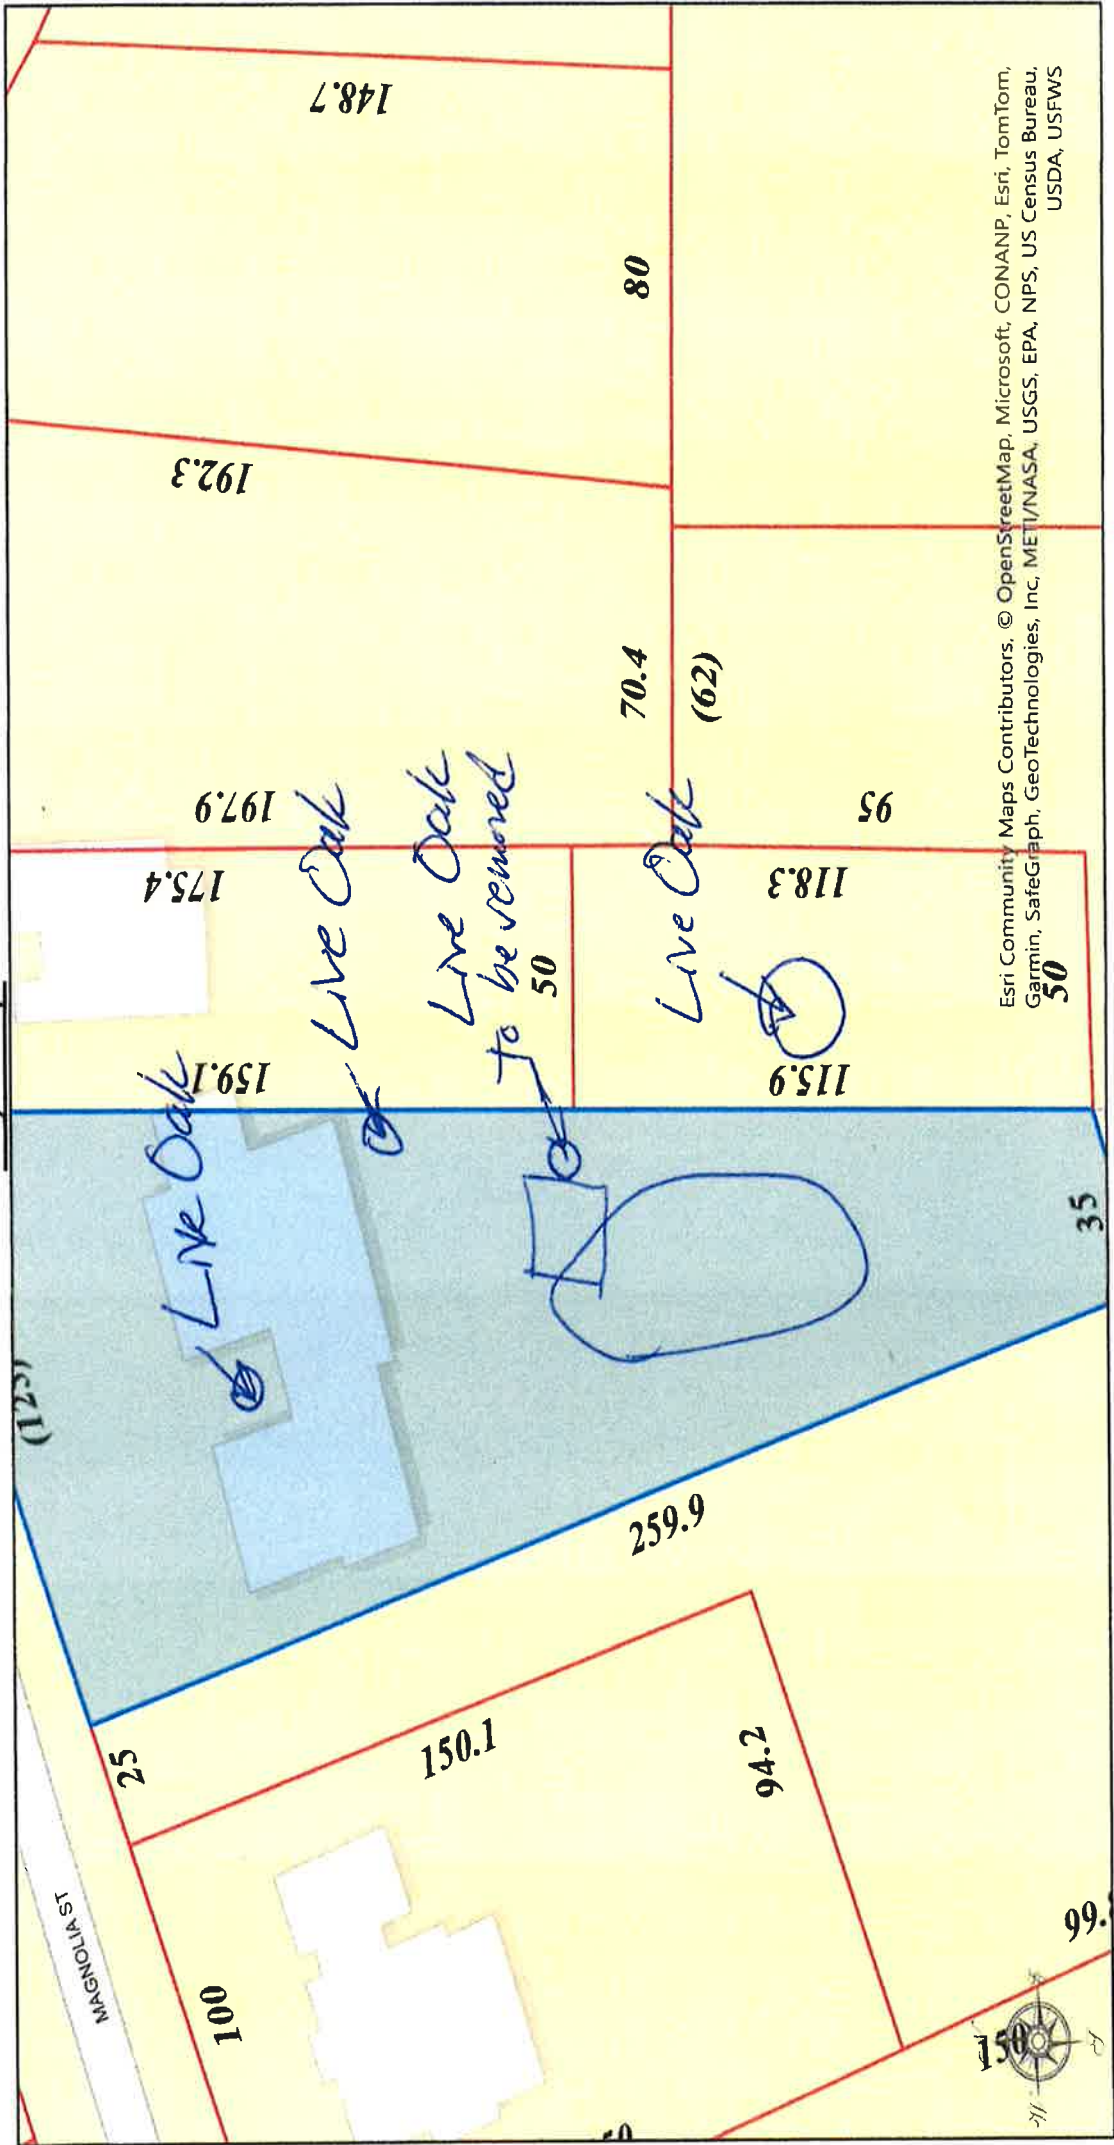 MAGNOLIA ST
100
25
150.1
94.2
150
99.
259.9
(125)
35
Live Oak
159.1
175.4
197.9
Live Oak
Live Oak
to be removed
50
Live Oak
115.9
118.3
95
50
70.4
(62)
192.3
80
148.7
Esri Community Maps Contributors, © OpenStreetMap, Microsoft, CONANP, Esri, TomTom,
Garmin, SafeGraph, GeoTechnologies, Inc, METI/NASA, USGS, EPA, NPS, US Census Bureau,
USDA, USFWS